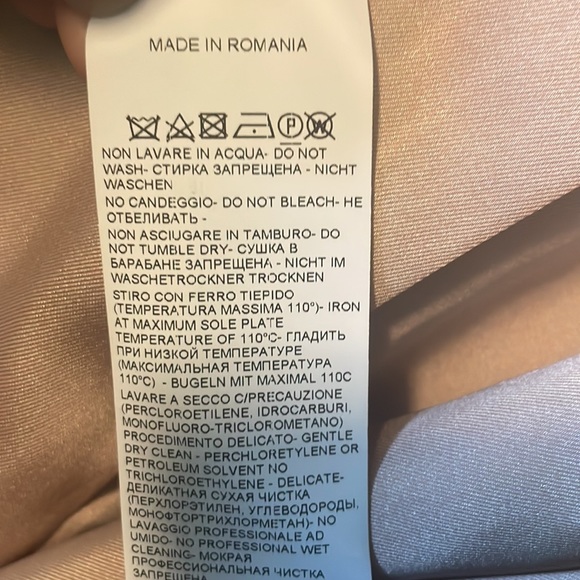 MADE IN ROMANIA
P W
NON LAVARE IN ACQUA- DO NOT
WASH- СТИРКА ЗАПРЕЩЕНА - NICHT
WASCHEN
NO CANDEGGIO- DO NOT BLEACH- НЕ
ОТБЕЛИВАТЬ -
NON ASCIUGARE IN TAMBURO- DO
NOT TUMBLE DRY- СУШКА В
БАРАБАНЕ ЗАПРЕЩЕНА - NICHT IM
WASCHETROCKNER TROCKNEN
STIRO CON FERRO TIEPIDO
(TEMPERATURA MASSIMA 110°)- IRON
AT MAXIMUM SOLE PLATE
TEMPERATURE OF 110°C- ГЛАДИТЬ
ПРИ НИЗКОЙ ТЕМПЕРАТУРЕ
(МАКСИМАЛЬНАЯ ТЕМПЕРАТУРА
110°C) - BUGELN MIT MAXIMAL 110C
LAVARE A SECCO C/PRECAUZIONE
(PERCLOROETILENE, IDROCARBURI,
MONOFLUORO-TRICLOROMETANO)
PROCEDIMENTO DELICATO- GENTLE
DRY CLEAN - PERCHLORETYLENE OR
PETROLEUM SOLVENT NO
TRICHLOROETHYLENE - DELICATE-
ДЕЛИКАТНАЯ СУХАЯ ЧИСТКА
(ПЕРХЛОРЭТИЛЕН, УГЛЕВОДОРОДЫ,
МОНОФТОРТРИХЛОРМЕТАН)- NO
LAVAGGIO PROFESSIONALE AD
UMIDO- NO PROFESSIONAL WET
CLEANING- МОКРАЯ
ПРОФЕССИОНАЛЬНАЯ ЧИСТКА
ЗАПРЕЩЕНА